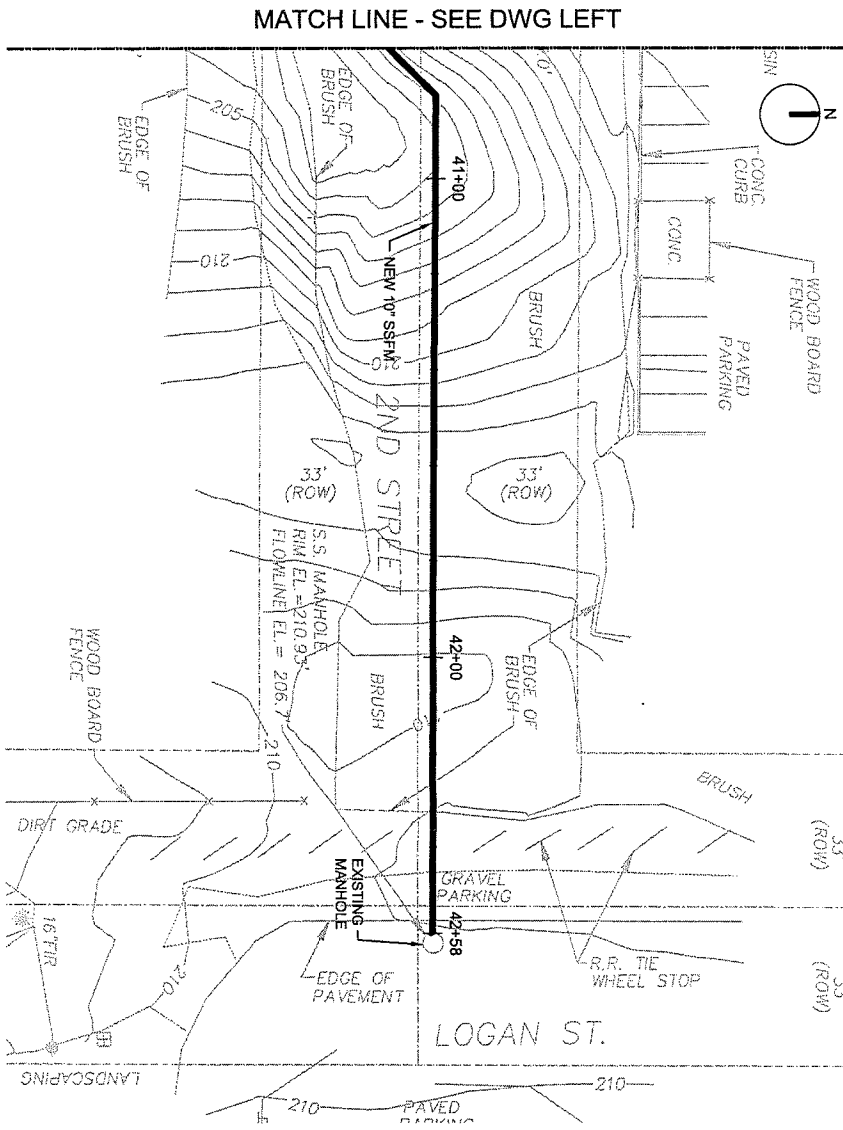 MATCH LINE - SEE DWG LEFT
SIN
N
EDGE OF
BRUSH
205
EDGE OF
BRUSH
.0'
41+00
CONC.
CURB
CONC.
WOOD BOARD
FENCE
210
NEW 10" SSFM
BRUSH
210
PAVED
PARKING
2ND STREET
33'
(ROW)
33'
(ROW)
S.S. MANHOLE
RIM EL.=210.93'
FLOWLINE EL.= 206.7'
WOOD BOARD
FENCE
42+00
EDGE OF
BRUSH
BRUSH
210
BRUSH
33'
(ROW)
DIRT GRADE
EXISTING
MANHOLE
GRAVEL
PARKING
42+58
16"FIR
210
EDGE OF
PAVEMENT
R.R. TIE
WHEEL STOP
33'
(ROW)
LOGAN ST.
LANDSCAPING
210
PAVED
PARKING
210